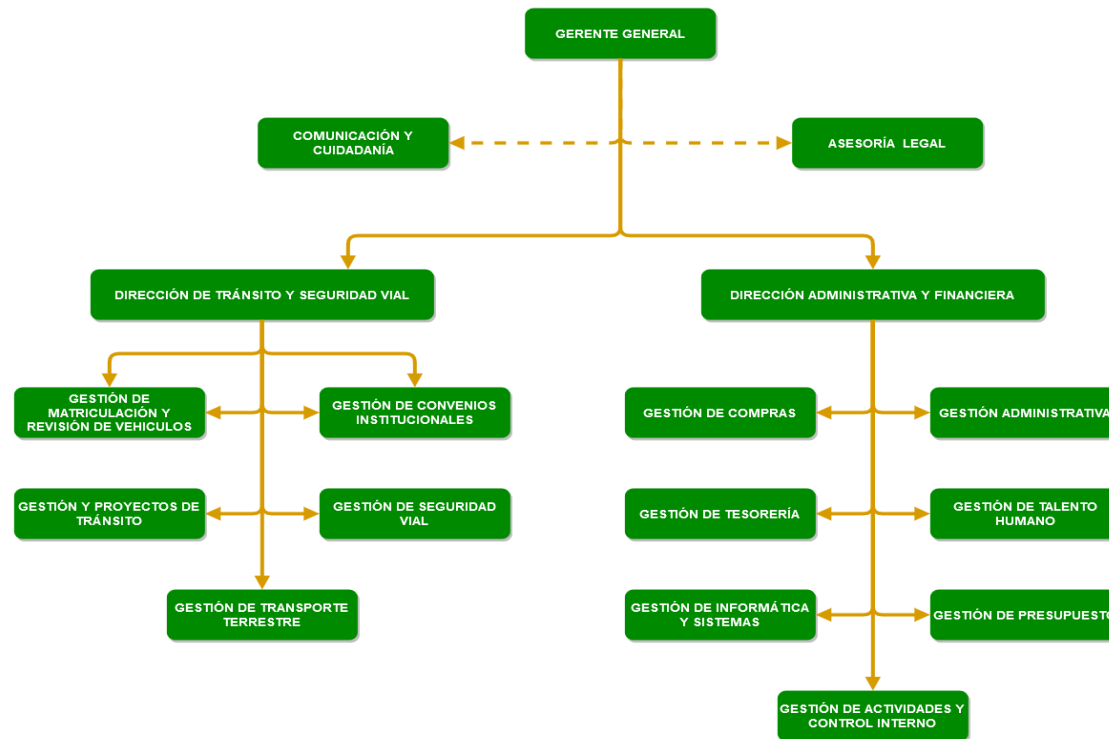 GERENTE GENERAL
COMUNICACIÓN Y
CUIDADANÍA
ASESORÍA LEGAL
DIRECCIÓN DE TRÁNSITO Y SEGURIDAD VIAL
DIRECCIÓN ADMINISTRATIVA Y FINANCIERA
GESTIÓN DE
MATRICULACIÓN Y
REVISIÓN DE VEHICULOS
GESTIÓN DE CONVENIOS
INSTITUCIONALES
GESTIÓN DE COMPRAS
GESTIÓN ADMINISTRATIVA
GESTIÓN Y PROYECTOS DE
TRÁNSITO
GESTIÓN DE SEGURIDAD
VIAL
GESTIÓN DE TESORERÍA
GESTIÓN DE TALENTO
HUMANO
GESTIÓN DE TRANSPORTE
TERRESTRE
GESTIÓN DE INFORMÁTICA
Y SISTEMAS
GESTIÓN DE PRESUPUESTO
GESTIÓN DE ACTIVIDADES Y
CONTROL INTERNO